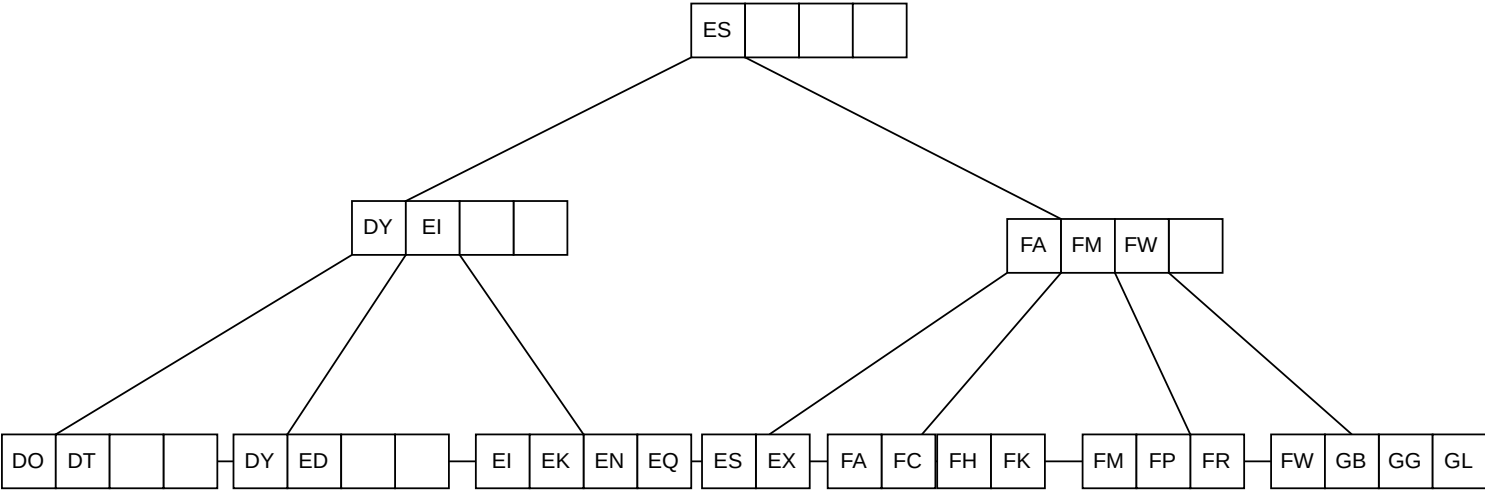 ES
DY EI
FA FM FW
DO DT DY ED EI EK EN EQ ES EX FA FC FH FK FM FP FR FW GB GG GL